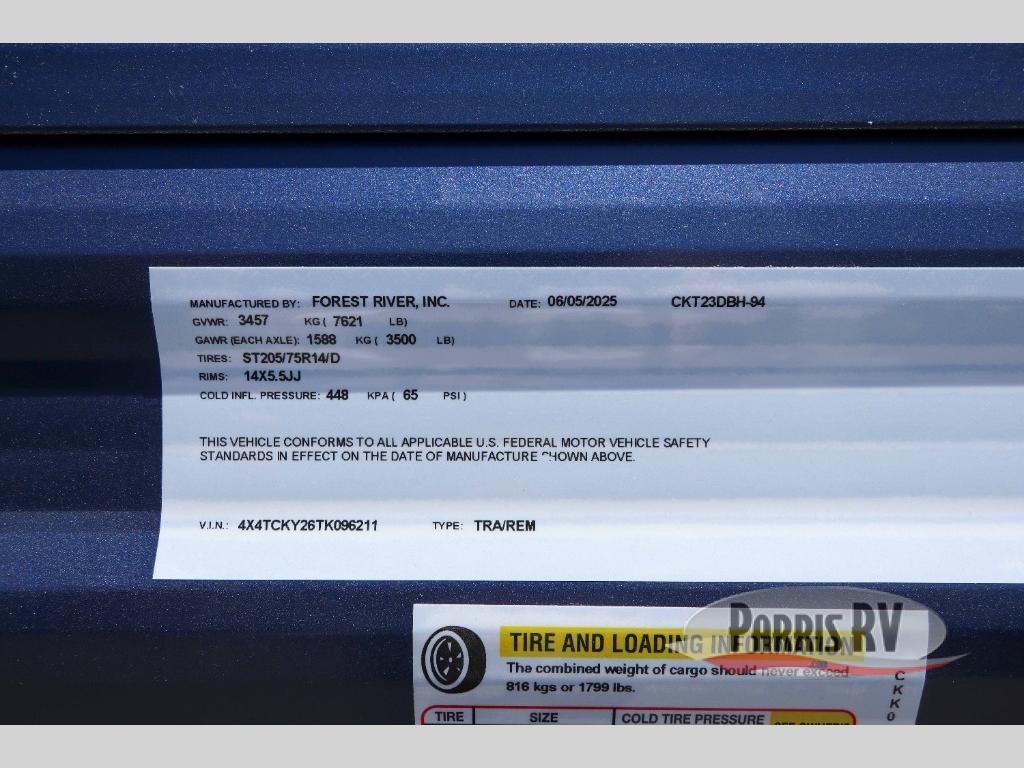 MANUFACTURED BY: FOREST RIVER, INC. DATE: 06/05/2025 CKT23DBH-94
GVWR: 3457 KG ( 7621 LB)
GAWR (EACH AXLE): 1588 KG ( 3500 LB)
TIRES: ST205/75R14/D
RIMS: 14X5.5JJ
COLD INFL. PRESSURE: 448 KPA ( 65 PSI )
THIS VEHICLE CONFORMS TO ALL APPLICABLE U.S. FEDERAL MOTOR VEHICLE SAFETY
STANDARDS IN EFFECT ON THE DATE OF MANUFACTURE SHOWN ABOVE.
V.I.N.: 4X4TCKY26TK096211 TYPE: TRA/REM
TIRE AND LOADING INFORMATION
The combined weight of cargo should never exceed
816 kgs or 1799 lbs.
TIRE SIZE COLD TIRE PRESSURE SEE OWNER'S
CKK0
PARRIS RV
.com